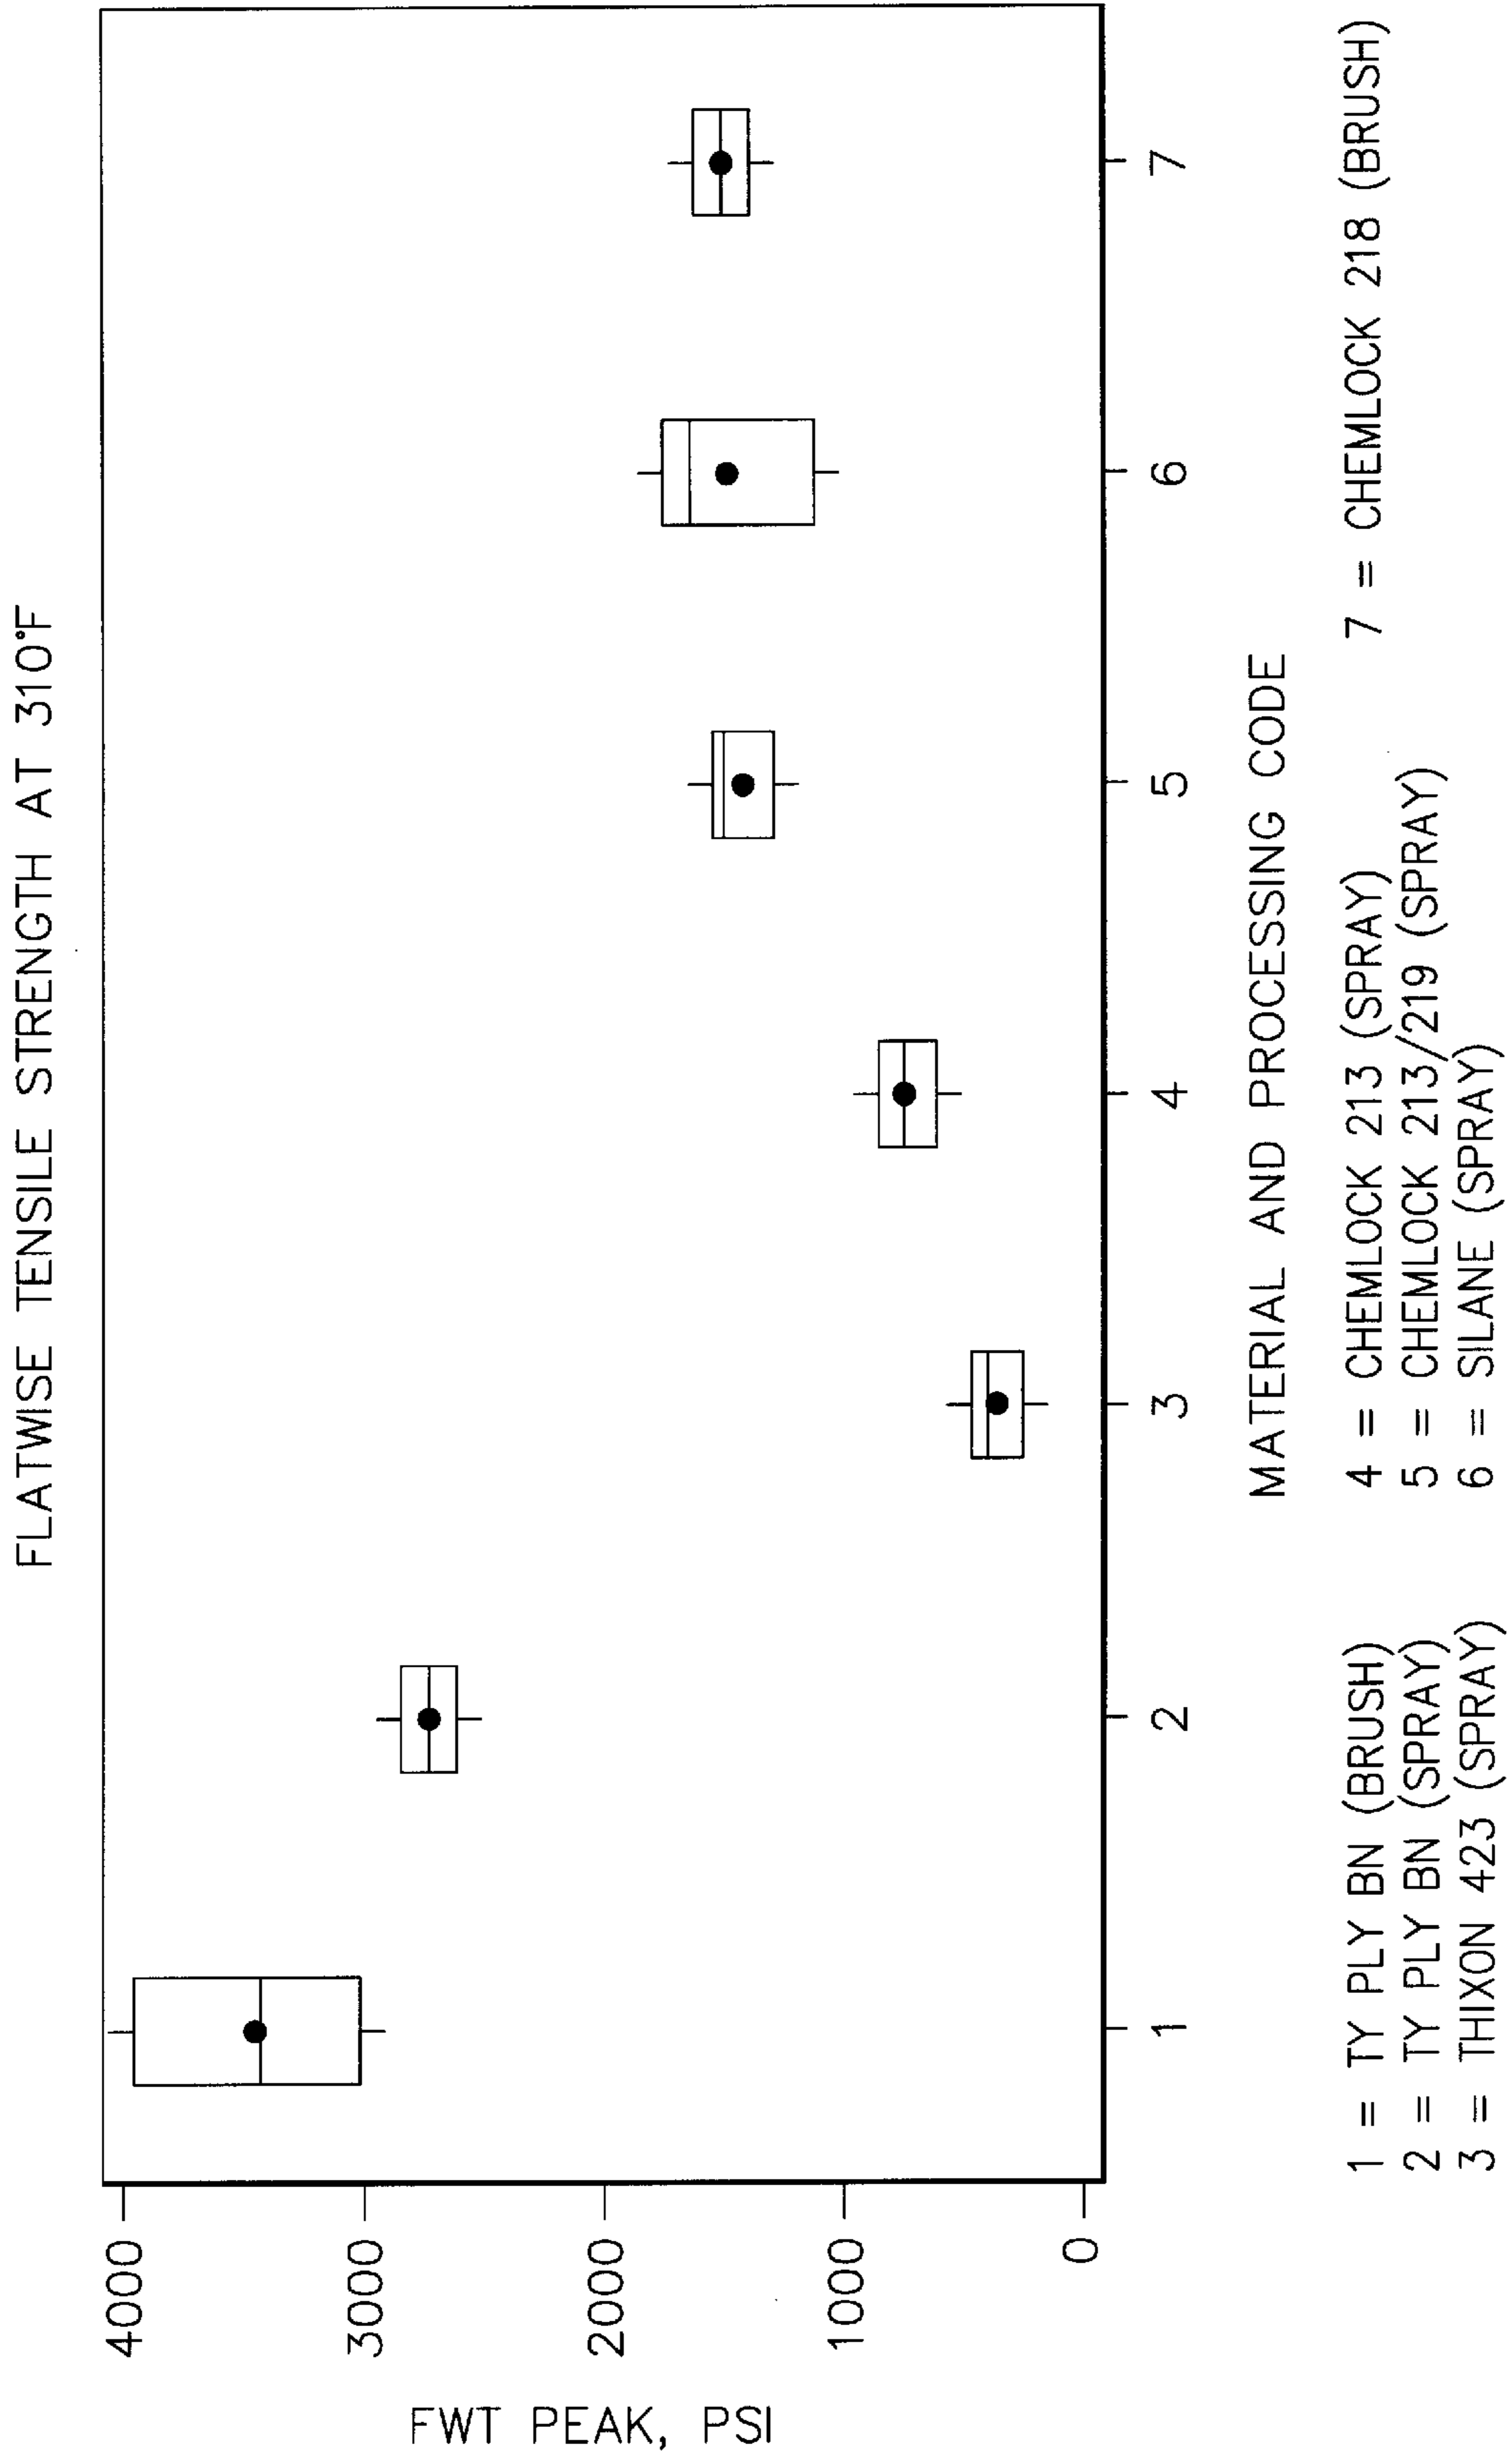 FLATWISE TENSILE STRENGTH AT 310°F
FWT PEAK, PSI
4000
3000
2000
1000
0
1 2 3 4 5 6 7
MATERIAL AND PROCESSING CODE
1 = TY PLY BN (BRUSH)
2 = TY PLY BN (SPRAY)
3 = THIXON 423 (SPRAY)
4 = CHEMLOCK 213 (SPRAY)
5 = CHEMLOCK 213/219 (SPRAY)
6 = SILANE (SPRAY)
7 = CHEMLOCK 218 (BRUSH)